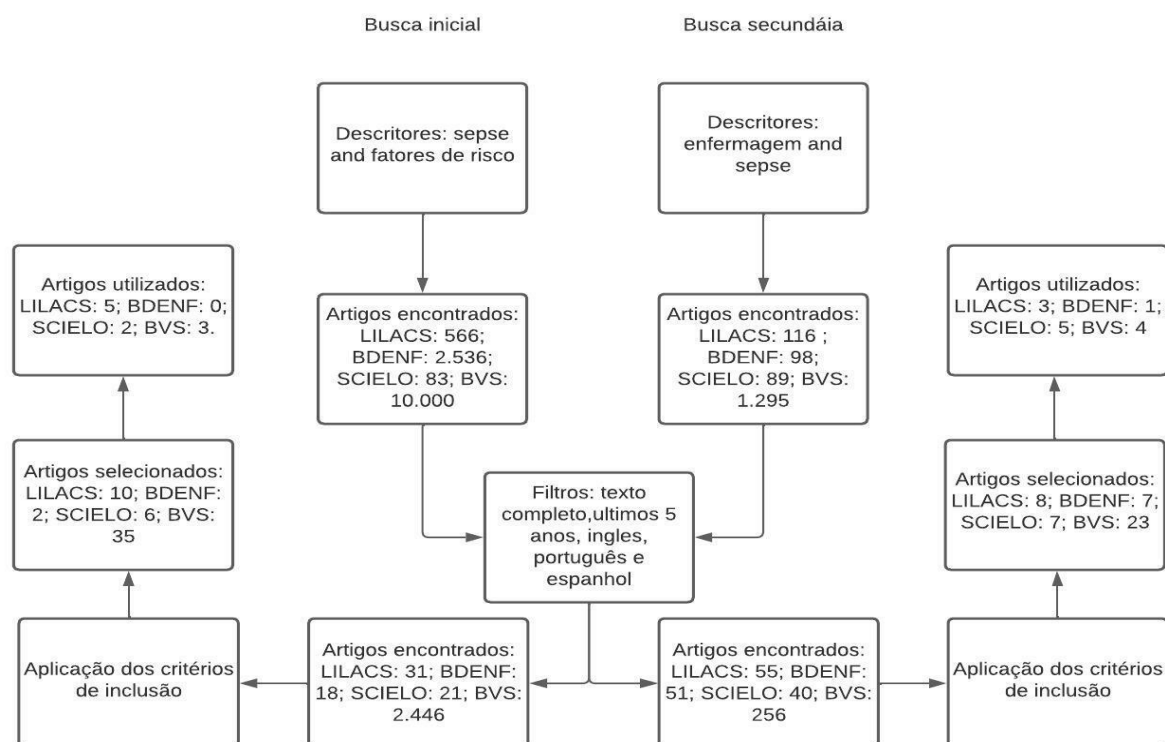 Busca inicial
Busca secundáia
Descritores: sepse
and fatores de risco
Descritores:
enfermagem and
sepse
Artigos utilizados:
LILACS: 5; BDENF: 0;
SCIELO: 2; BVS: 3.
Artigos encontrados:
LILACS: 566;
BDENF: 2.536;
SCIELO: 83; BVS:
10.000
Artigos encontrados:
LILACS: 116 ;
BDENF: 98;
SCIELO: 89; BVS:
1.295
Artigos utilizados:
LILACS: 3; BDENF: 1;
SCIELO: 5; BVS: 4
Artigos selecionados:
LILACS: 10; BDENF:
2; SCIELO: 6; BVS:
35
Filtros: texto
completo,ultimos 5
anos, ingles,
português e
espanhol
Artigos selecionados:
LILACS: 8; BDENF: 7;
SCIELO: 7; BVS: 23
Aplicação dos critérios
de inclusão
Artigos encontrados:
LILACS: 31; BDENF:
18; SCIELO: 21; BVS:
2.446
Artigos encontrados:
LILACS: 55; BDENF:
51; SCIELO: 40; BVS:
256
Aplicação dos critérios
de inclusão